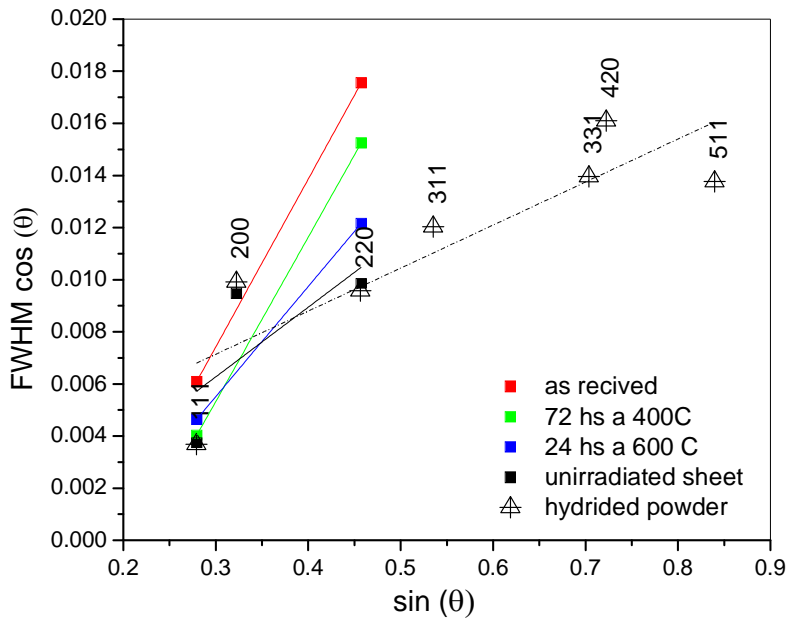 FWHM cos (θ)
0.020
0.018
0.016
0.014
0.012
0.010
0.008
0.006
0.004
0.002
0.000
111
200
220
311
331
420
511
as recived
72 hs a 400C
24 hs a 600 C
unirradiated sheet
hydrided powder
0.2 0.3 0.4 0.5 0.6 0.7 0.8 0.9
sin (θ)